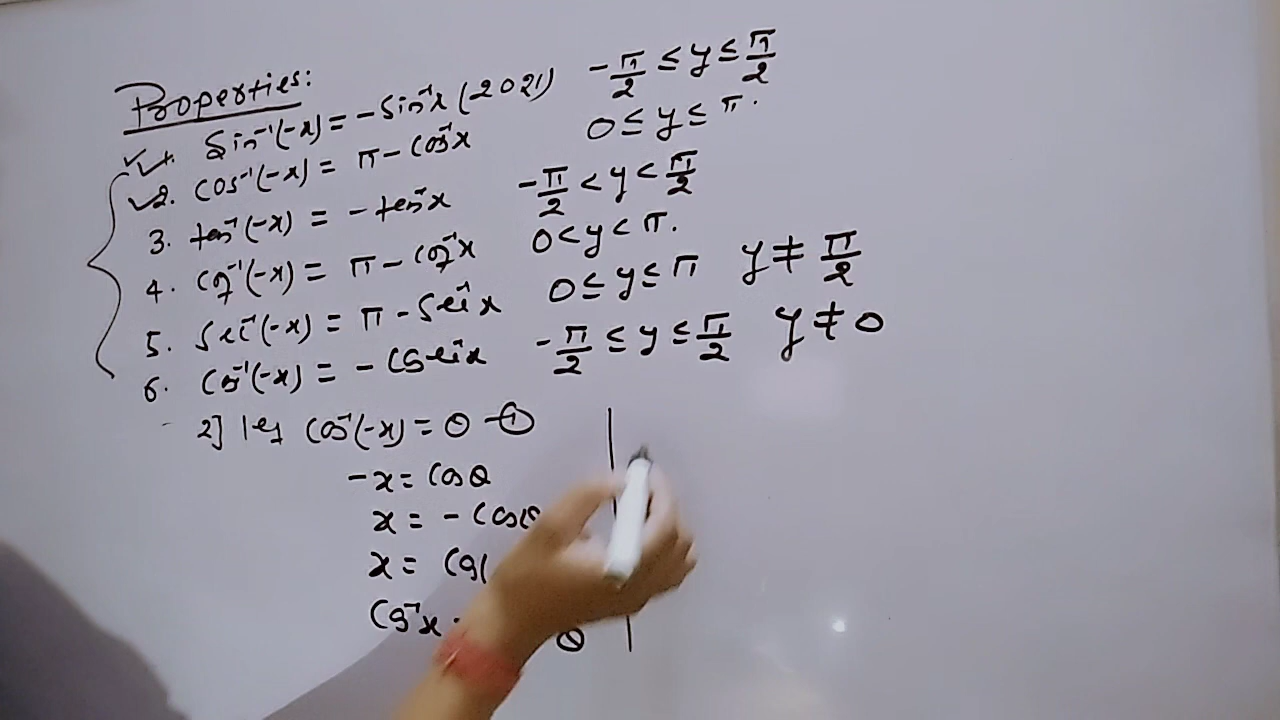 Properties:
1. Sin⁻¹(-x) = -Sin⁻¹x (2021) -π/2 ≤ y ≤ π/2
2. Cos⁻¹(-x) = π - Cos⁻¹x 0 ≤ y ≤ π.
3. tan⁻¹(-x) = - tan⁻¹x -π/2 < y < π/2
4. Cot⁻¹(-x) = π - Cot⁻¹x 0 < y < π.
5. Sec⁻¹(-x) = π - Sec⁻¹x 0 ≤ y ≤ π y ≠ π/2
6. Cos⁻¹(-x) = - Cosec⁻¹x -π/2 ≤ y ≤ π/2 y ≠ 0
2] let Cos⁻¹(-x) = θ - ①
-x = Cosθ
x = - Cosθ
x = Cos(
Cos⁻¹x θ